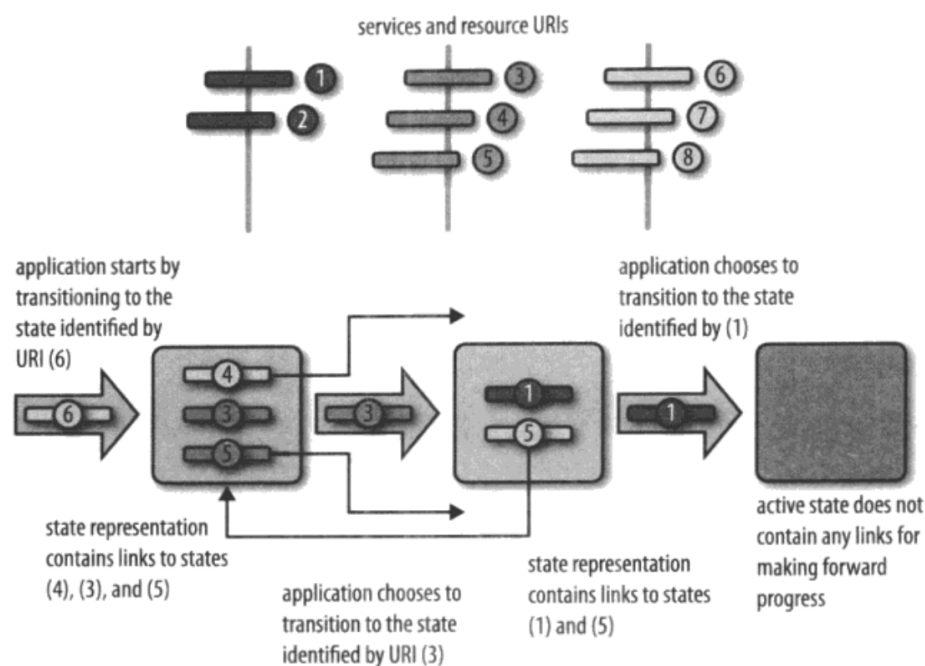 services and resource URIs
1
3
6
2
4
7
5
8
application starts by
transitioning to the
state identified by
URI (6)
application chooses to
transition to the state
identified by (1)
6
4
3
5
3
1
5
1
state representation
contains links to states
(4), (3), and (5)
application chooses to
transition to the state
identified by URI (3)
state representation
contains links to states
(1) and (5)
active state does not
contain any links for
making forward
progress